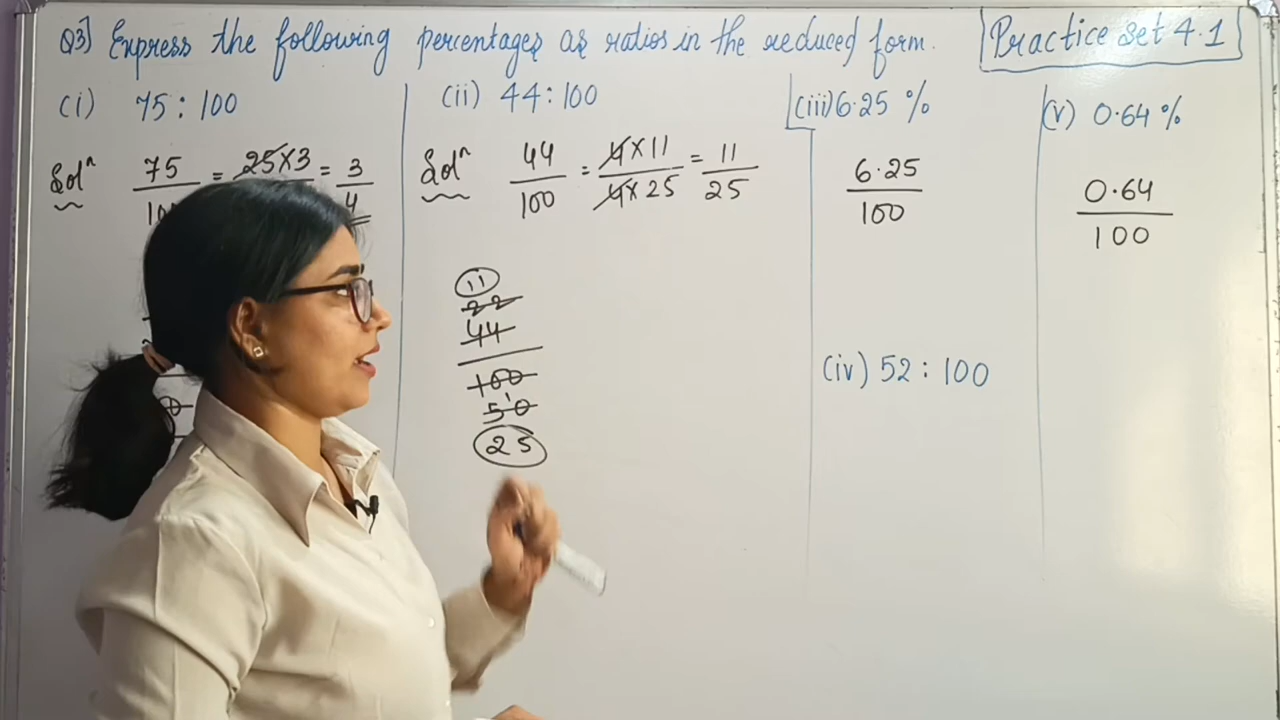 Q3] Express the following percentages as ratios in the reduced form.
Practice set 4.1
(i) 75 : 100
Solⁿ 75 / 10 = 25×3 = 3 / 4
(ii) 44 : 100
Solⁿ 44 / 100 = 4×11 / 4×25 = 11 / 25
11
22
44
100
50
25
(iii) 6.25 %
6.25 / 100
(iv) 52 : 100
(v) 0.64 %
0.64 / 100